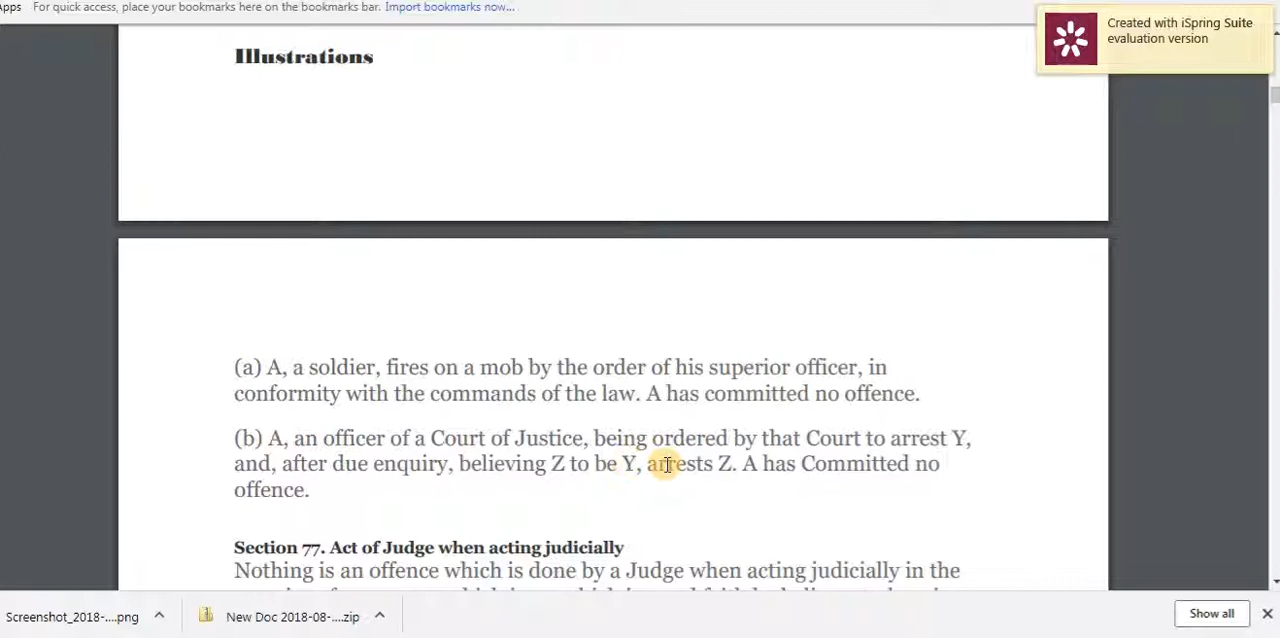 Apps For quick access, place your bookmarks here on the bookmarks bar. Import bookmarks now...
Created with iSpring Suite
evaluation version
Illustrations
(a) A, a soldier, fires on a mob by the order of his superior officer, in
conformity with the commands of the law. A has committed no offence.
(b) A, an officer of a Court of Justice, being ordered by that Court to arrest Y,
and, after due enquiry, believing Z to be Y, arrests Z. A has Committed no
offence.
Section 77. Act of Judge when acting judicially
Nothing is an offence which is done by a Judge when acting judicially in the
Screenshot_2018-....png
New Doc 2018-08-....zip
Show all